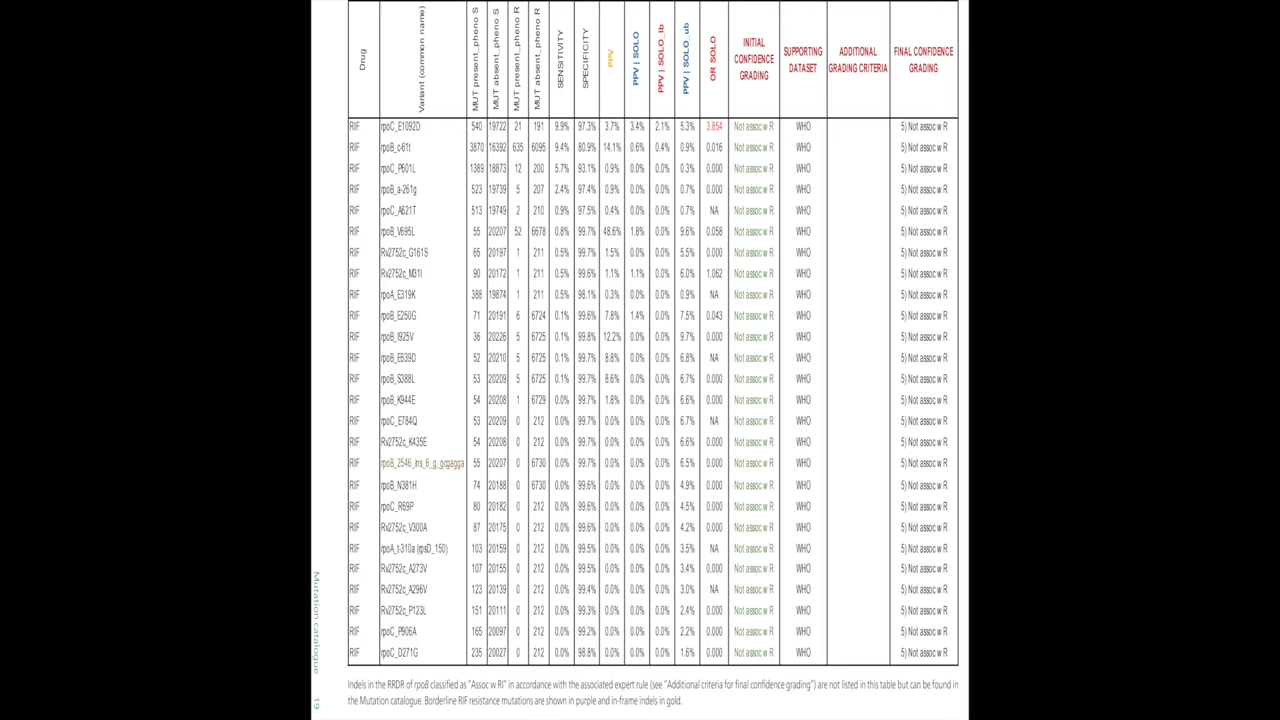 Drug Variant (common name) MUT present_pheno S MUT absent_pheno S MUT present_pheno R MUT absent_pheno R SENSITIVITY SPECIFICITY PPV PPV | SOLO PPV | SOLO_lb PPV | SOLO_ub OR SOLO INITIAL CONFIDENCE GRADING SUPPORTING DATASET ADDITIONAL GRADING CRITERIA FINAL CONFIDENCE GRADING
RIF rpoC_E1092D 540 19722 21 191 9.9% 97.3% 3.7% 3.4% 2.1% 5.3% 3.854 Not assoc w R WHO 5) Not assoc w R
RIF rpoB_c-61t 3870 16392 635 6095 9.4% 80.9% 14.1% 0.6% 0.4% 0.9% 0.016 Not assoc w R WHO 5) Not assoc w R
RIF rpoC_P601L 1389 18873 12 200 5.7% 93.1% 0.9% 0.0% 0.0% 0.3% 0.000 Not assoc w R WHO 5) Not assoc w R
RIF rpoB_a-261g 523 19739 5 207 2.4% 97.4% 0.9% 0.0% 0.0% 0.7% 0.000 Not assoc w R WHO 5) Not assoc w R
RIF rpoC_A621T 513 19749 2 210 0.9% 97.5% 0.4% 0.0% 0.0% 0.7% NA Not assoc w R WHO 5) Not assoc w R
RIF rpoB_V695L 55 20207 52 6678 0.8% 99.7% 48.6% 1.8% 0.0% 9.6% 0.058 Not assoc w R WHO 5) Not assoc w R
RIF Rv2752c_G161S 65 20197 1 211 0.5% 99.7% 1.5% 0.0% 0.0% 5.5% 0.000 Not assoc w R WHO 5) Not assoc w R
RIF Rv2752c_M31I 90 20172 1 211 0.5% 99.6% 1.1% 1.1% 0.0% 6.0% 1.062 Not assoc w R WHO 5) Not assoc w R
RIF rpoA_E319K 388 19874 1 211 0.5% 98.1% 0.3% 0.0% 0.0% 0.9% NA Not assoc w R WHO 5) Not assoc w R
RIF rpoB_E250G 71 20191 6 6724 0.1% 99.6% 7.8% 1.4% 0.0% 7.5% 0.043 Not assoc w R WHO 5) Not assoc w R
RIF rpoB_I925V 36 20226 5 6725 0.1% 99.8% 12.2% 0.0% 0.0% 9.7% 0.000 Not assoc w R WHO 5) Not assoc w R
RIF rpoB_E639D 52 20210 5 6725 0.1% 99.7% 8.8% 0.0% 0.0% 6.8% NA Not assoc w R WHO 5) Not assoc w R
RIF rpoB_S388L 53 20209 5 6725 0.1% 99.7% 8.6% 0.0% 0.0% 6.7% 0.000 Not assoc w R WHO 5) Not assoc w R
RIF rpoB_K944E 54 20208 1 6729 0.0% 99.7% 1.8% 0.0% 0.0% 6.6% 0.000 Not assoc w R WHO 5) Not assoc w R
RIF rpoC_E784Q 53 20209 0 212 0.0% 99.7% 0.0% 0.0% 0.0% 6.7% NA Not assoc w R WHO 5) Not assoc w R
RIF Rv2752c_K435E 54 20208 0 212 0.0% 99.7% 0.0% 0.0% 0.0% 6.6% 0.000 Not assoc w R WHO 5) Not assoc w R
RIF rpoB_2546_ins_6_g_gcgagga 55 20207 0 6730 0.0% 99.7% 0.0% 0.0% 0.0% 6.5% 0.000 Not assoc w R WHO 5) Not assoc w R
RIF rpoB_N381H 74 20188 0 6730 0.0% 99.6% 0.0% 0.0% 0.0% 4.9% 0.000 Not assoc w R WHO 5) Not assoc w R
RIF rpoC_R69P 80 20182 0 212 0.0% 99.6% 0.0% 0.0% 0.0% 4.5% 0.000 Not assoc w R WHO 5) Not assoc w R
RIF Rv2752c_V300A 87 20175 0 212 0.0% 99.6% 0.0% 0.0% 0.0% 4.2% 0.000 Not assoc w R WHO 5) Not assoc w R
RIF rpoA_t-310a (rpsD_150) 103 20159 0 212 0.0% 99.5% 0.0% 0.0% 0.0% 3.5% NA Not assoc w R WHO 5) Not assoc w R
RIF Rv2752c_A273V 107 20155 0 212 0.0% 99.5% 0.0% 0.0% 0.0% 3.4% 0.000 Not assoc w R WHO 5) Not assoc w R
RIF Rv2752c_A296V 123 20139 0 212 0.0% 99.4% 0.0% 0.0% 0.0% 3.0% NA Not assoc w R WHO 5) Not assoc w R
RIF Rv2752c_P123L 151 20111 0 212 0.0% 99.3% 0.0% 0.0% 0.0% 2.4% 0.000 Not assoc w R WHO 5) Not assoc w R
RIF rpoC_P906A 165 20097 0 212 0.0% 99.2% 0.0% 0.0% 0.0% 2.2% 0.000 Not assoc w R WHO 5) Not assoc w R
RIF rpoC_D271G 235 20027 0 212 0.0% 98.8% 0.0% 0.0% 0.0% 1.6% 0.000 Not assoc w R WHO 5) Not assoc w R
Indels in the RRDR of rpoB classified as "Assoc w RI" in accordance with the associated expert rule (see "Additional criteria for final confidence grading") are not listed in this table but can be found in
the Mutation catalogue. Borderline RIF resistance mutations are shown in purple and in-frame indels in gold.
Mutation catalogue 19